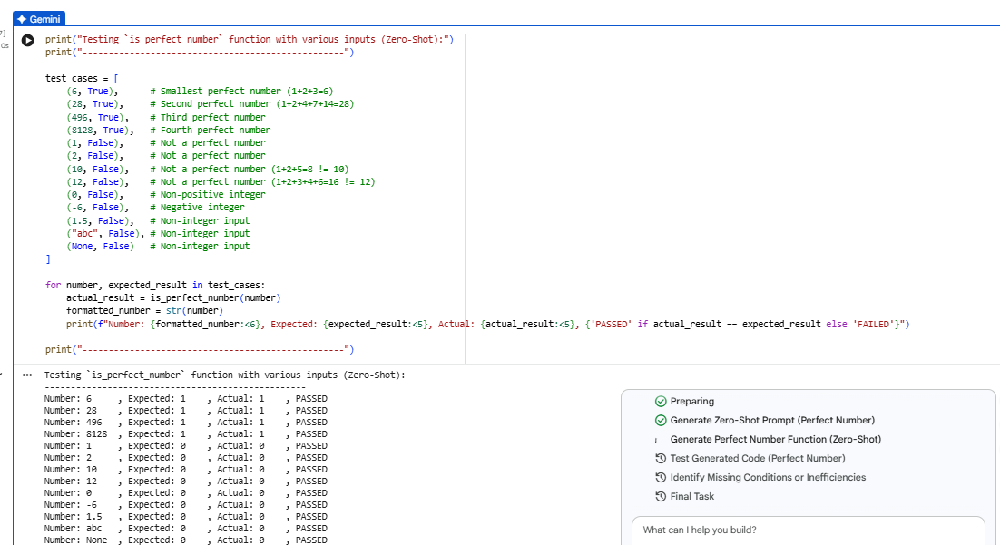 Gemini
7]
0s
print("Testing `is_perfect_number` function with various inputs (Zero-Shot):")
print("--------------------------------------------------")
test_cases = [
    (6, True),      # Smallest perfect number (1+2+3=6)
    (28, True),     # Second perfect number (1+2+4+7+14=28)
    (496, True),    # Third perfect number
    (8128, True),   # Fourth perfect number
    (1, False),     # Not a perfect number
    (2, False),     # Not a perfect number
    (10, False),    # Not a perfect number (1+2+5=8 != 10)
    (12, False),    # Not a perfect number (1+2+3+4+6=16 != 12)
    (0, False),     # Non-positive integer
    (-6, False),    # Negative integer
    (1.5, False),   # Non-integer input
    ("abc", False), # Non-integer input
    (None, False)   # Non-integer input
]
for number, expected_result in test_cases:
    actual_result = is_perfect_number(number)
    formatted_number = str(number)
    print(f"Number: {formatted_number:<6}, Expected: {expected_result:<5}, Actual: {actual_result:<5}, {'PASSED' if actual_result == expected_result else 'FAILED'}")
print("--------------------------------------------------")
Testing `is_perfect_number` function with various inputs (Zero-Shot):
--------------------------------------------------
Number: 6     , Expected: 1    , Actual: 1    , PASSED
Number: 28    , Expected: 1    , Actual: 1    , PASSED
Number: 496   , Expected: 1    , Actual: 1    , PASSED
Number: 8128  , Expected: 1    , Actual: 1    , PASSED
Number: 1     , Expected: 0    , Actual: 0    , PASSED
Number: 2     , Expected: 0    , Actual: 0    , PASSED
Number: 10    , Expected: 0    , Actual: 0    , PASSED
Number: 12    , Expected: 0    , Actual: 0    , PASSED
Number: 0     , Expected: 0    , Actual: 0    , PASSED
Number: -6    , Expected: 0    , Actual: 0    , PASSED
Number: 1.5   , Expected: 0    , Actual: 0    , PASSED
Number: abc   , Expected: 0    , Actual: 0    , PASSED
Number: None  , Expected: 0    , Actual: 0    , PASSED
Preparing
Generate Zero-Shot Prompt (Perfect Number)
Generate Perfect Number Function (Zero-Shot)
Test Generated Code (Perfect Number)
Identify Missing Conditions or Inefficiencies
Final Task
What can I help you build?